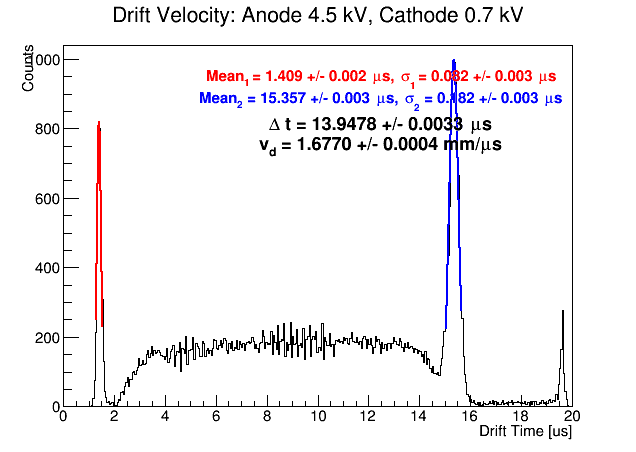 Drift Velocity: Anode 4.5 kV, Cathode 0.7 kV
Counts
1000
Mean1 = 1.409 +/- 0.002 μs, σ1 = 0.082 +/- 0.003 μs
Mean2 = 15.357 +/- 0.003 μs, σ2 = 0.182 +/- 0.003 μs
Δ t = 13.9478 +/- 0.0033 μs
vd = 1.6770 +/- 0.0004 mm/μs
800
600
400
200
0
0 2 4 6 8 10 12 14 16 18 20
Drift Time [us]